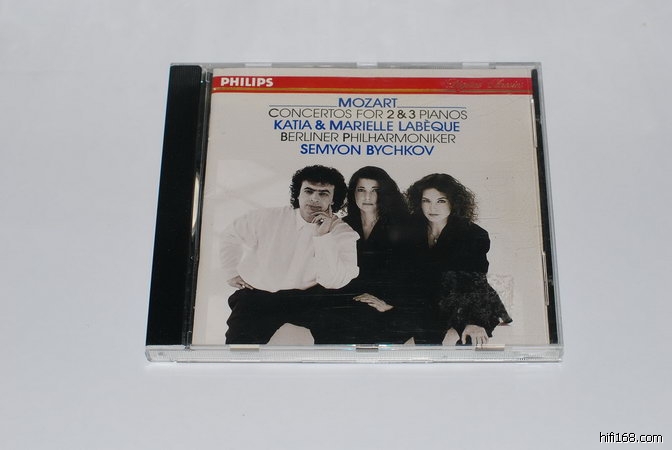 PHILIPS
MOZART
CONCERTOS FOR 2 & 3 PIANOS
KATIA & MARIELLE LABÈQUE
BERLINER PHILHARMONIKER
SEMYON BYCHKOV
hifi168.com